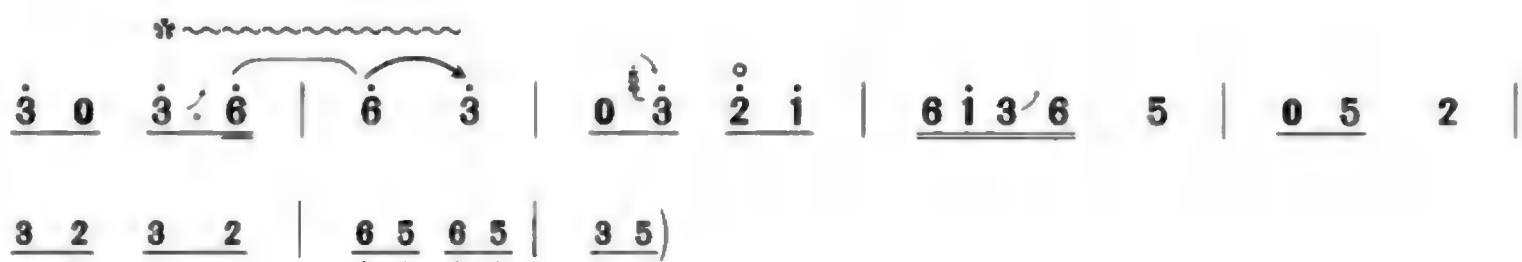 3̇ 0 3̇ · 6̇ | 6̇ 3̇ | 0 3̇ 2̇ 1̇ | 6 1̇ 3 6 5 | 0 5 2 |
3 2 3 2 | 6̣ 5̣ 6̣ 5̣ | 3 5)